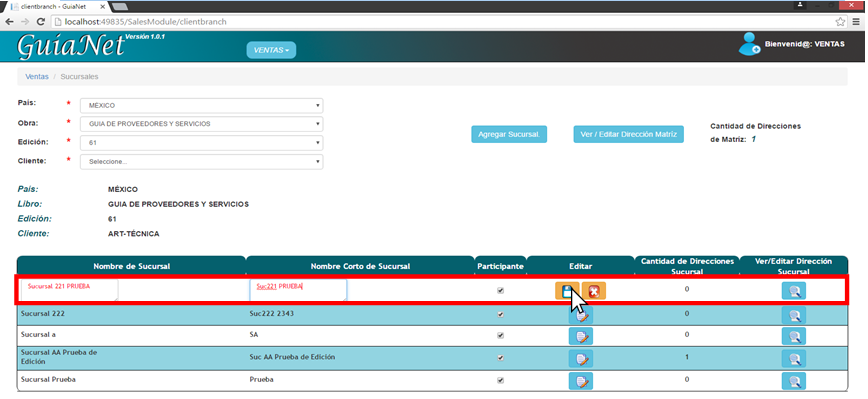 clientbranch - GuiaNet
localhost:49835/SalesModule/clientbranch
GuíaNet Versión 1.0.1
VENTAS
Bienvenid@: VENTAS
Ventas / Sucursales
País: * MÉXICO
Obra: * GUIA DE PROVEEDORES Y SERVICIOS
Edición: * 61
Cliente: * Seleccione...
Agregar Sucursal
Ver / Editar Dirección Matriz
Cantidad de Direcciones
de Matriz: 1
País: MÉXICO
Libro: GUIA DE PROVEEDORES Y SERVICIOS
Edición: 61
Cliente: ART-TÉCNICA
Nombre de Sucursal Nombre Corto de Sucursal Participante Editar Cantidad de Direcciones Sucursal Ver/Editar Dirección Sucursal
Sucursal 221 PRUEBA Suc221 PRUEBA 0
Sucursal 222 Suc222 2343 0
Sucursal a SA 0
Sucursal AA Prueba de Edición Suc AA Prueba de Edición 1
Sucursal Prueba Prueba 0